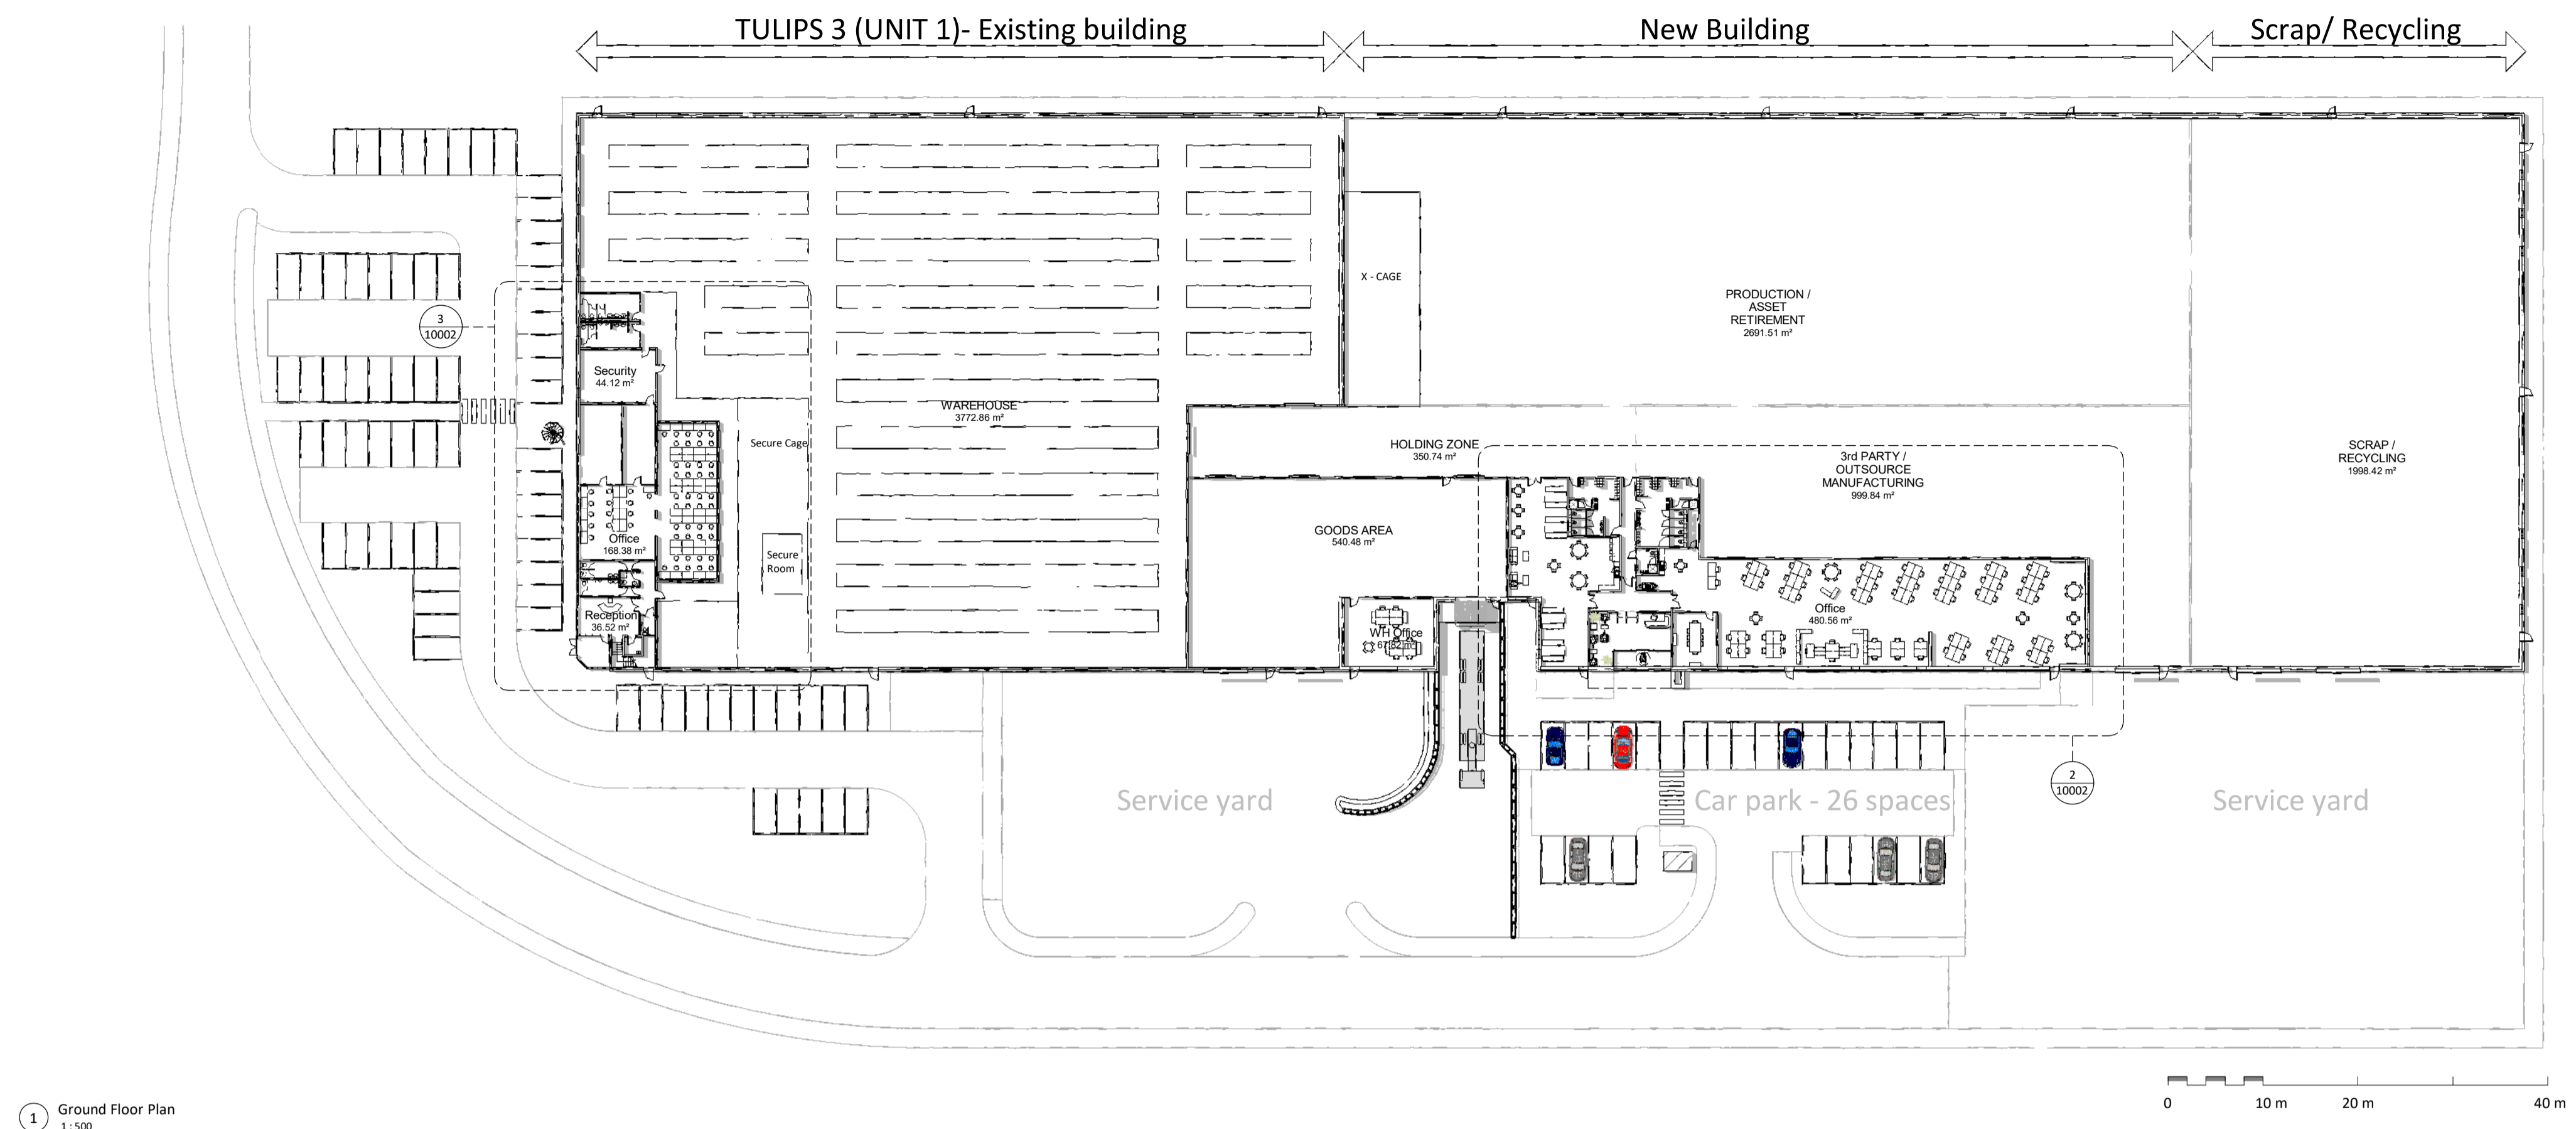 TULIPS 3 (UNIT 1)- Existing building
New Building
Scrap/ Recycling
X - CAGE
PRODUCTION /
ASSET
RETIREMENT
2691.51 m²
3
10002
Security
44.12 m²
WAREHOUSE
3772.86 m²
Secure Cage
HOLDING ZONE
350.74 m²
3rd PARTY /
OUTSOURCE
MANUFACTURING
999.84 m²
SCRAP /
RECYCLING
1998.42 m²
GOODS AREA
540.48 m²
Office
168.38 m²
Secure
Room
Reception
36.52 m²
WH Office
Office
480.56 m²
2
10002
Service yard
Car park - 26 spaces
Service yard
0
10 m
20 m
40 m
1
Ground Floor Plan
1 : 500